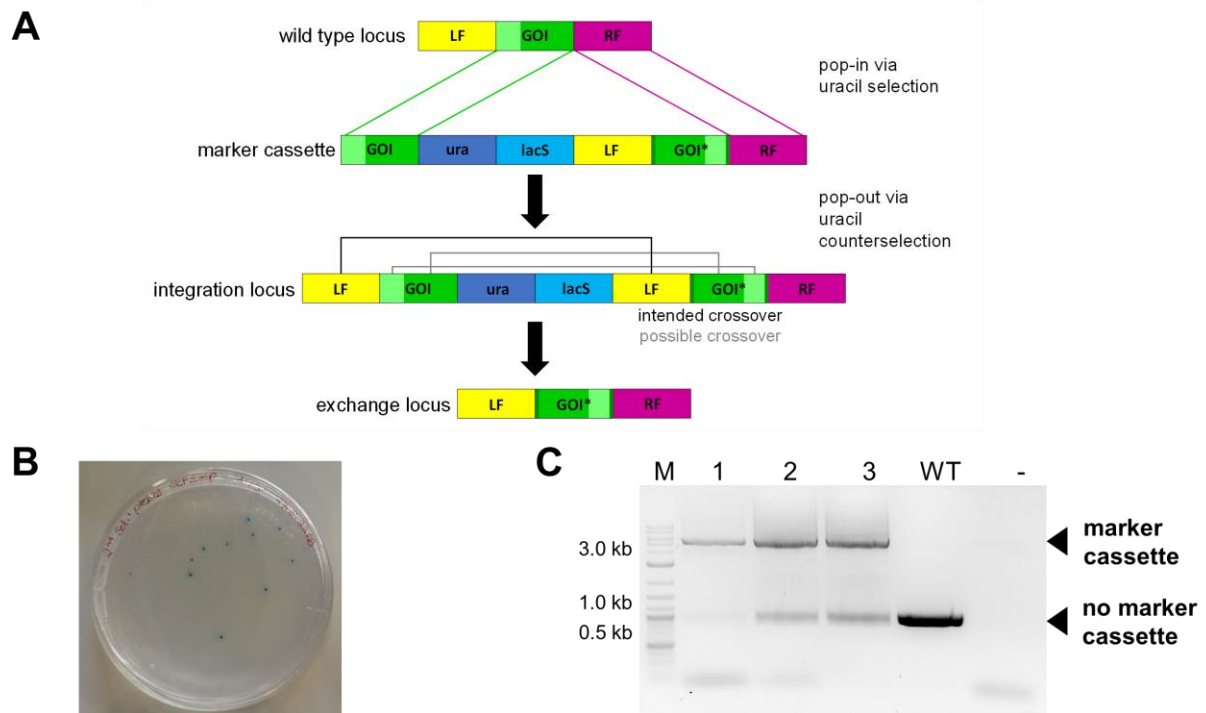 A
wild type locus
LF
GOI
RF
pop-in via
uracil selection
marker cassette
GOI
ura
lacS
LF
GOI*
RF
pop-out via
uracil
counterselection
integration locus
LF
GOI
ura
lacS
LF
GOI*
RF
intended crossover
possible crossover
exchange locus
LF
GOI*
RF
B
C
M 1 2 3 WT -
3.0 kb
marker
cassette
1.0 kb
0.5 kb
no marker
cassette